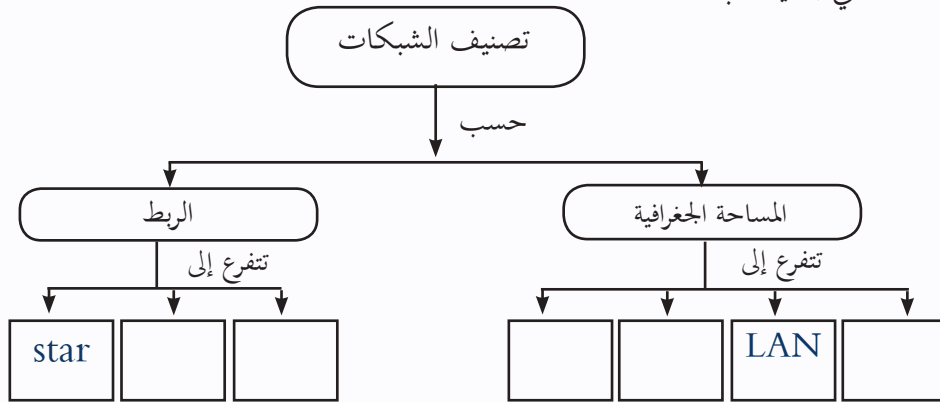 تصنيف الشبكات
حسب
المساحة الجغرافية
الربط
تتفرع إلى
تتفرع إلى
LAN
star